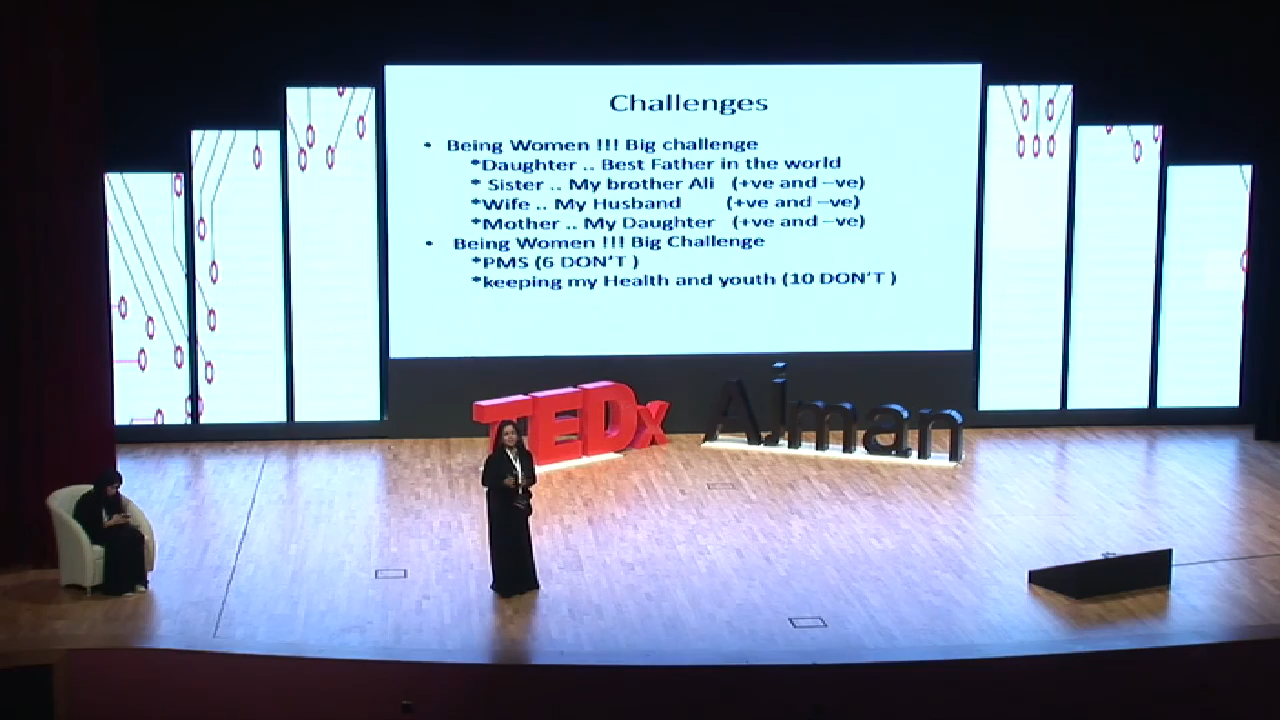 Challenges
• Being Women !!! Big challenge
*Daughter .. Best Father in the world
* Sister .. My brother Ali (+ve and –ve)
*Wife .. My Husband (+ve and –ve)
*Mother .. My Daughter (+ve and –ve)
• Being Women !!! Big Challenge
*PMS (6 DON'T )
*keeping my Health and youth (10 DON'T )
TEDx Ajman